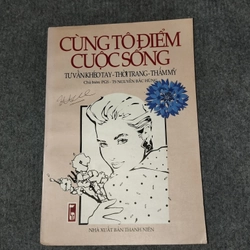 CÙNG TÔ ĐIỂM
CUỘC SỐNG
TƯ VẤN KHÉO TAY - THỜI TRANG - THẨM MỸ
NHÀ XUẤT BẢN THANH NIÊN